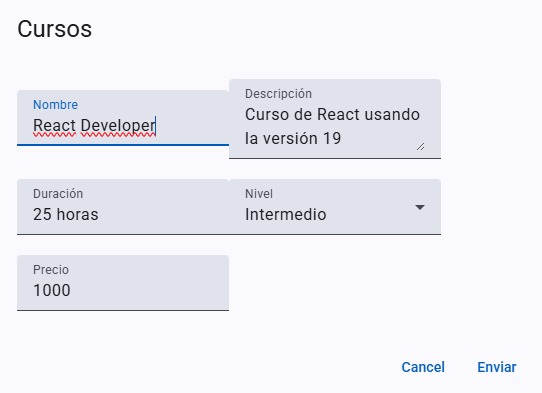 Cursos
Nombre
React Developer
Descripción
Curso de React usando
la versión 19
Duración
25 horas
Nivel
Intermedio
Precio
1000
Cancel
Enviar